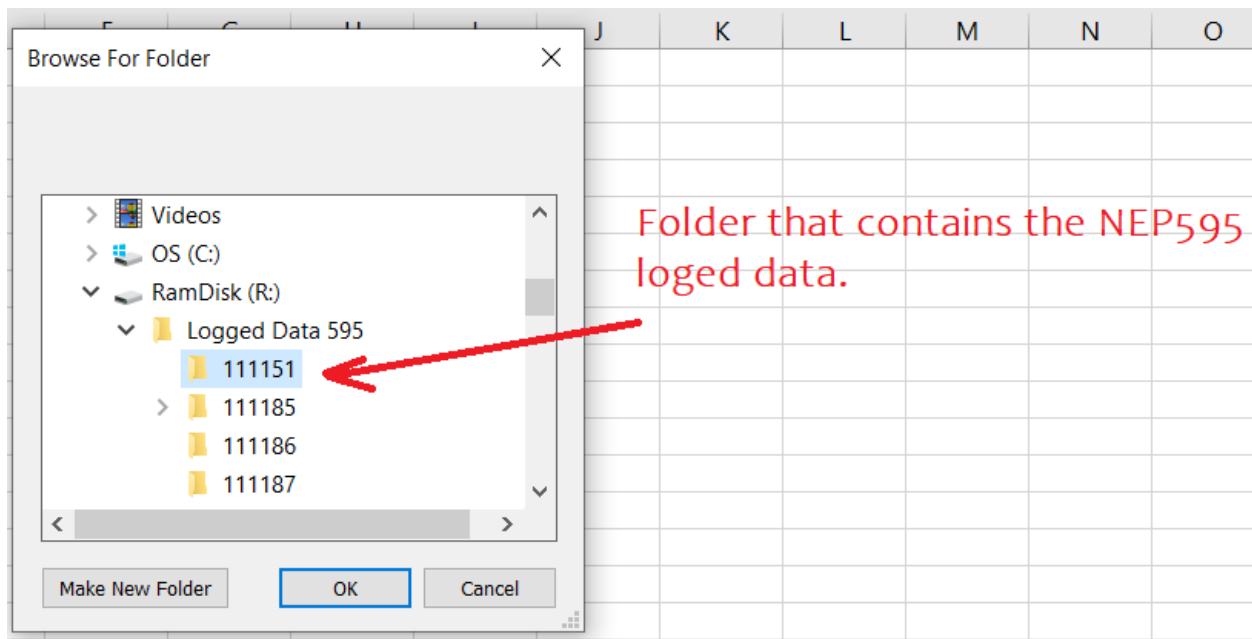 J K L M N O
Browse For Folder
Videos
OS (C:)
RamDisk (R:)
Logged Data 595
111151
111185
111186
111187
Make New Folder OK Cancel
Folder that contains the NEP595
loged data.